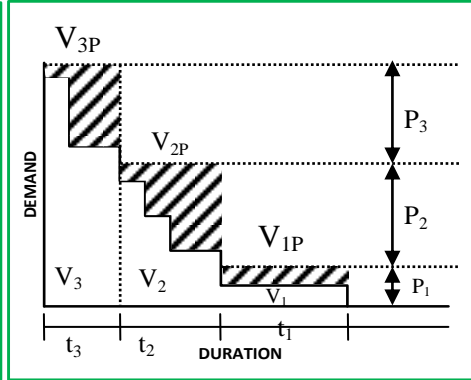 V3P
P3
V2P
DEMAND
P2
V1P
V3
V2
V1
P1
t3
t2
t1
DURATION